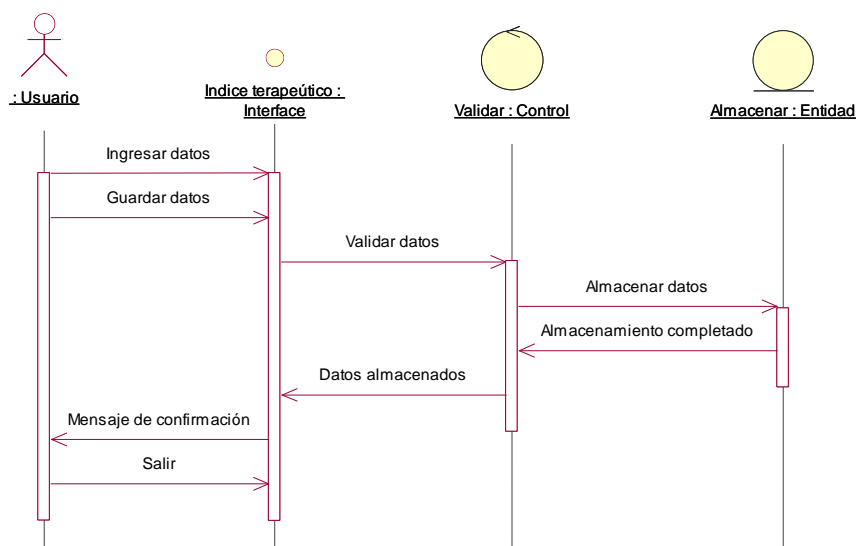 : Usuario
Indice terapeútico :
Interface
Validar : Control
Almacenar : Entidad
Ingresar datos
Guardar datos
Validar datos
Almacenar datos
Almacenamiento completado
Datos almacenados
Mensaje de confirmación
Salir